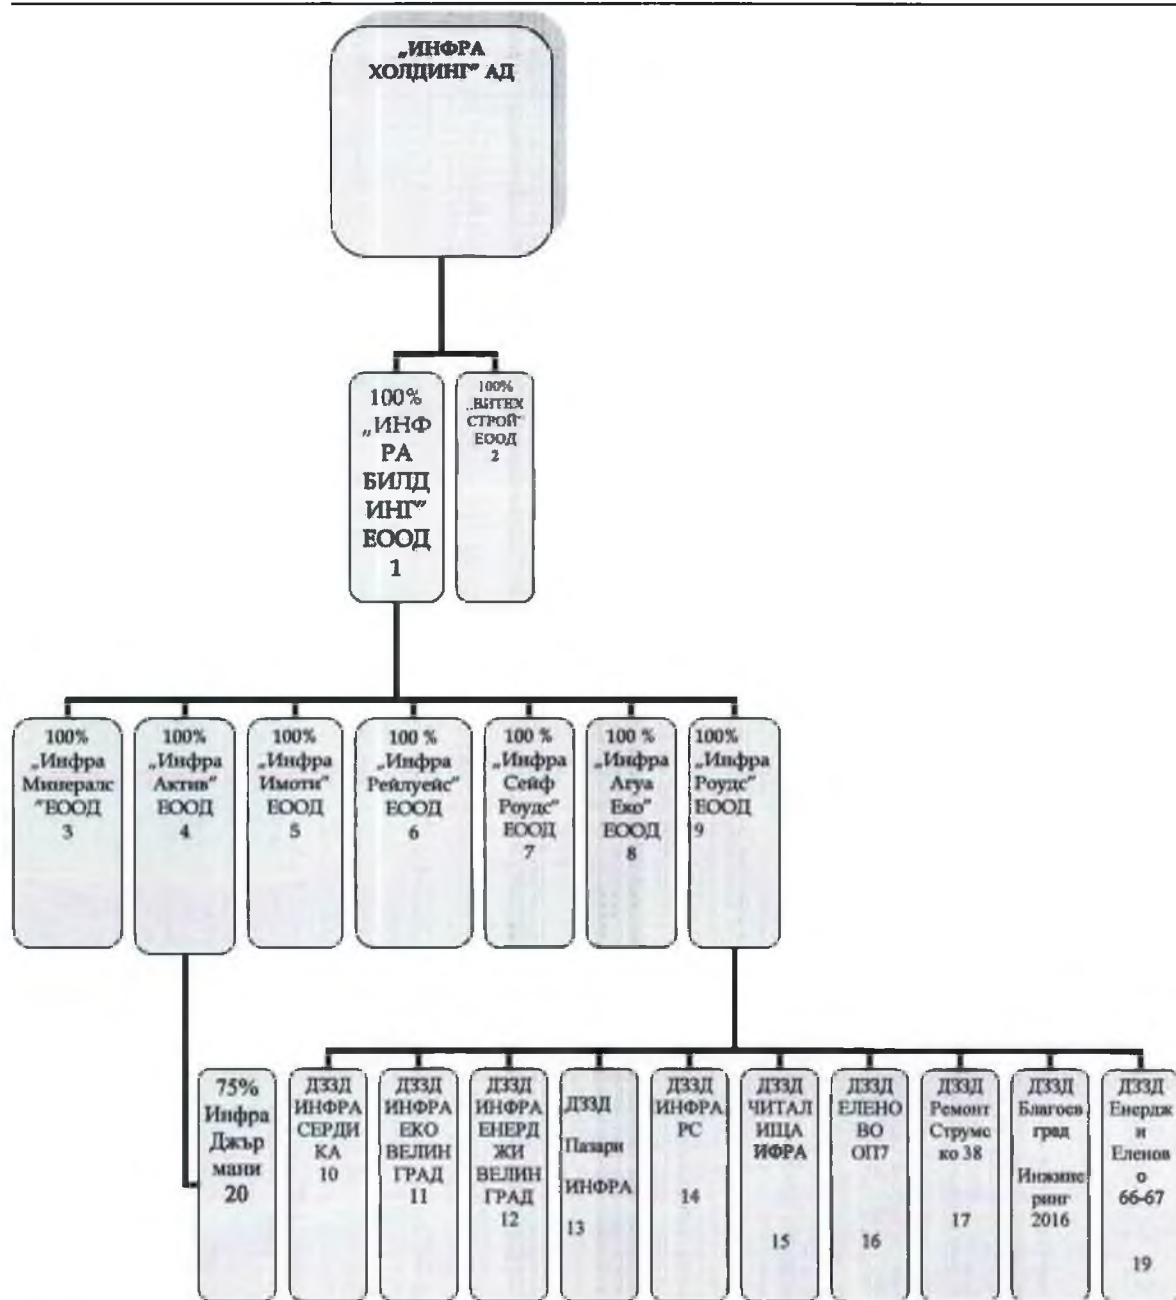 „ИНФРА
ХОЛДИНГ" АД
100%
„ИНФ
РА
БИЛД
ИНГ"
ЕООД
1
100%
„ВИТЕХ
СТРОЙ"
ЕООД
2
100%
„Инфра
Минералс
"ЕООД
3
100%
„Инфра
Актив"
ЕООД
4
100%
„Инфра
Имоти"
ЕООД
5
100 %
„Инфра
Рейлуейс"
ЕООД
6
100 %
„Инфра
Сейф
Роудс"
ЕООД
7
100 %
„Инфра
Агуа
Еко"
ЕООД
8
100%
„Инфра
Роудс"
ЕООД
9
75%
Инфра
Джър
мани
20
ДЗЗД
ИНФРА
СЕРДИ
КА
10
ДЗЗД
ИНФРА
ЕКО
ВЕЛИН
ГРАД
11
ДЗЗД
ИНФРА
ЕНЕРД
ЖИ
ВЕЛИН
ГРАД
12
ДЗЗД
Пазари
ИНФРА
13
ДЗЗД
ИНФРА
РС
14
ДЗЗД
ЧИТАЛ
ИЩА
ИФРА
15
ДЗЗД
ЕЛЕНО
ВО
ОП7
16
ДЗЗД
Ремонт
Струмс
ко 38
17
ДЗЗД
Благоев
град
Инжине
ринг
2016
ДЗЗД
Енердж
и
Еленов
о
66-67
19